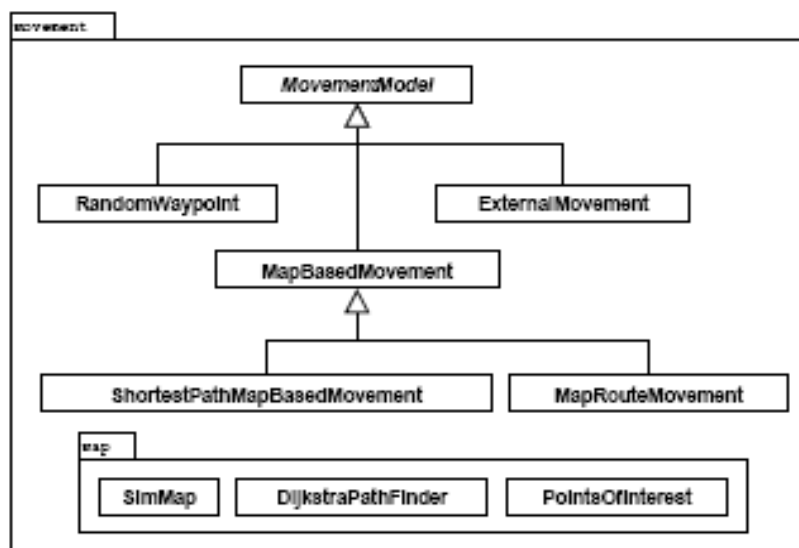 movement
MovementModel
RandomWaypoint
ExternalMovement
MapBasedMovement
ShortestPathMapBasedMovement
MapRouteMovement
map
SimMap
DijkstraPathFinder
PointsOfInterest